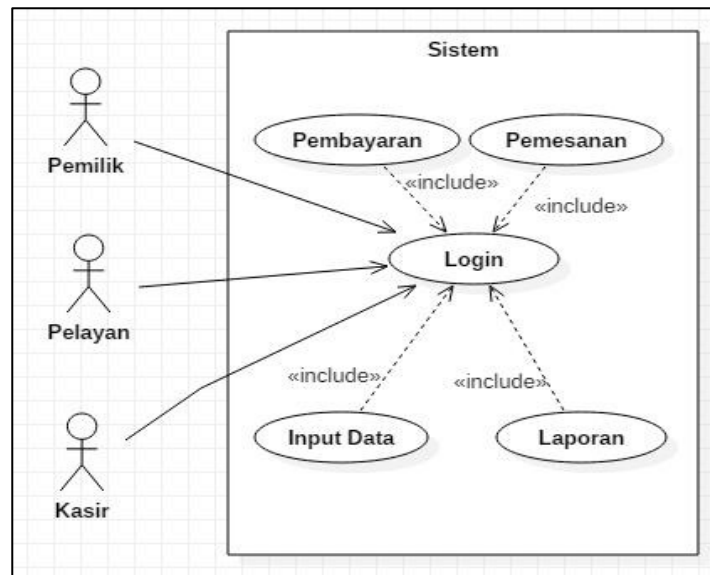 Sistem
Pemilik
Pembayaran
Pemesanan
«include»
«include»
Login
Pelayan
«include»
«include»
Input Data
Laporan
Kasir